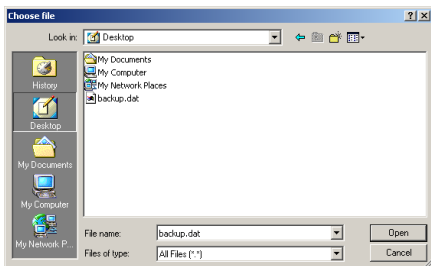 Choose file
Look in:
Desktop
History
Desktop
My Documents
My Computer
My Network P...
My Documents
My Computer
My Network Places
backup.dat
File name:
backup.dat
Open
Files of type:
All Files (*.*)
Cancel